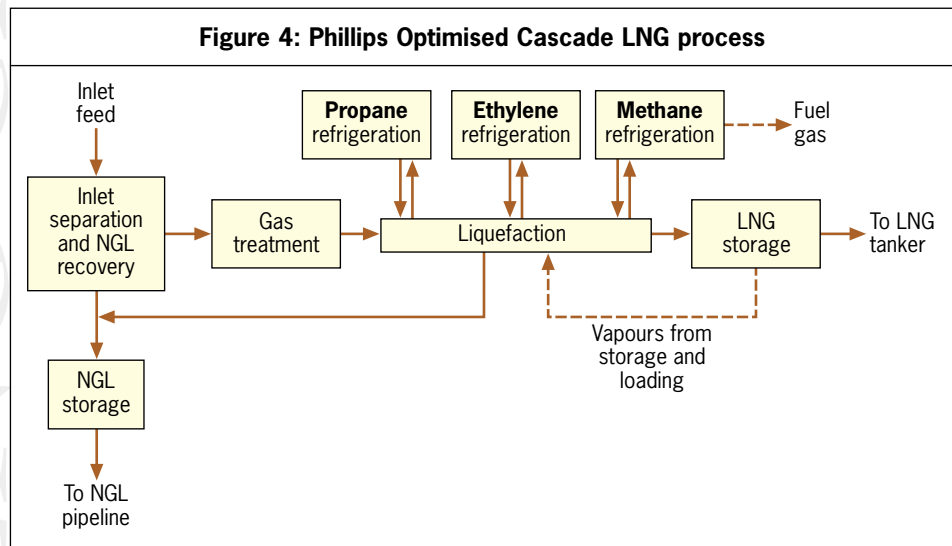 Figure 4: Phillips Optimised Cascade LNG process
Inlet
feed
Propane
refrigeration
Ethylene
refrigeration
Methane
refrigeration
Fuel
gas
Inlet
separation
and NGL
recovery
Gas
treatment
Liquefaction
LNG
storage
To LNG
tanker
Vapours from
storage and
loading
NGL
storage
To NGL
pipeline